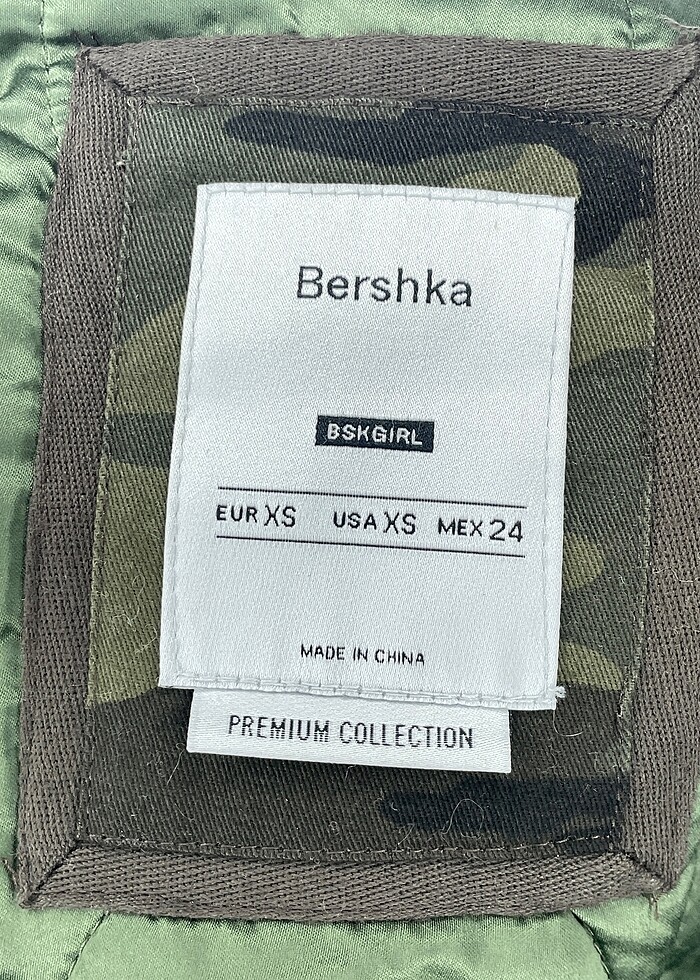 Bershka
BSKGIRL
EUR XS USA XS MEX 24
MADE IN CHINA
PREMIUM COLLECTION